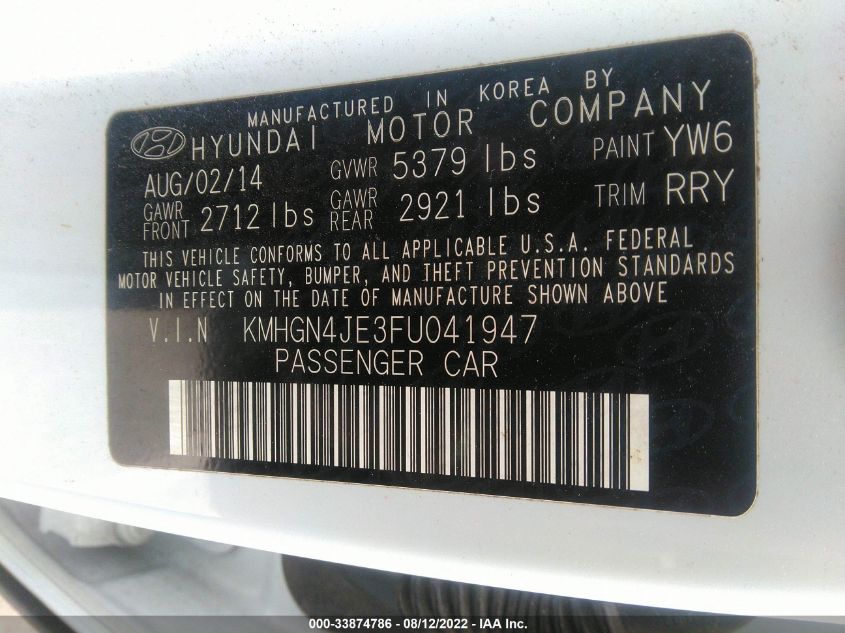 MANUFACTURED IN KOREA BY
HYUNDAI MOTOR COMPANY
AUG/02/14 GVWR 5379 lbs PAINT YW6
GAWR FRONT 2712 lbs GAWR REAR 2921 lbs TRIM RRY
THIS VEHICLE CONFORMS TO ALL APPLICABLE U.S.A. FEDERAL
MOTOR VEHICLE SAFETY, BUMPER, AND THEFT PREVENTION STANDARDS
IN EFFECT ON THE DATE OF MANUFACTURE SHOWN ABOVE
V.I.N KMHGN4JE3FU041947
PASSENGER CAR
000-33874786 - 08/12/2022 - IAA Inc.